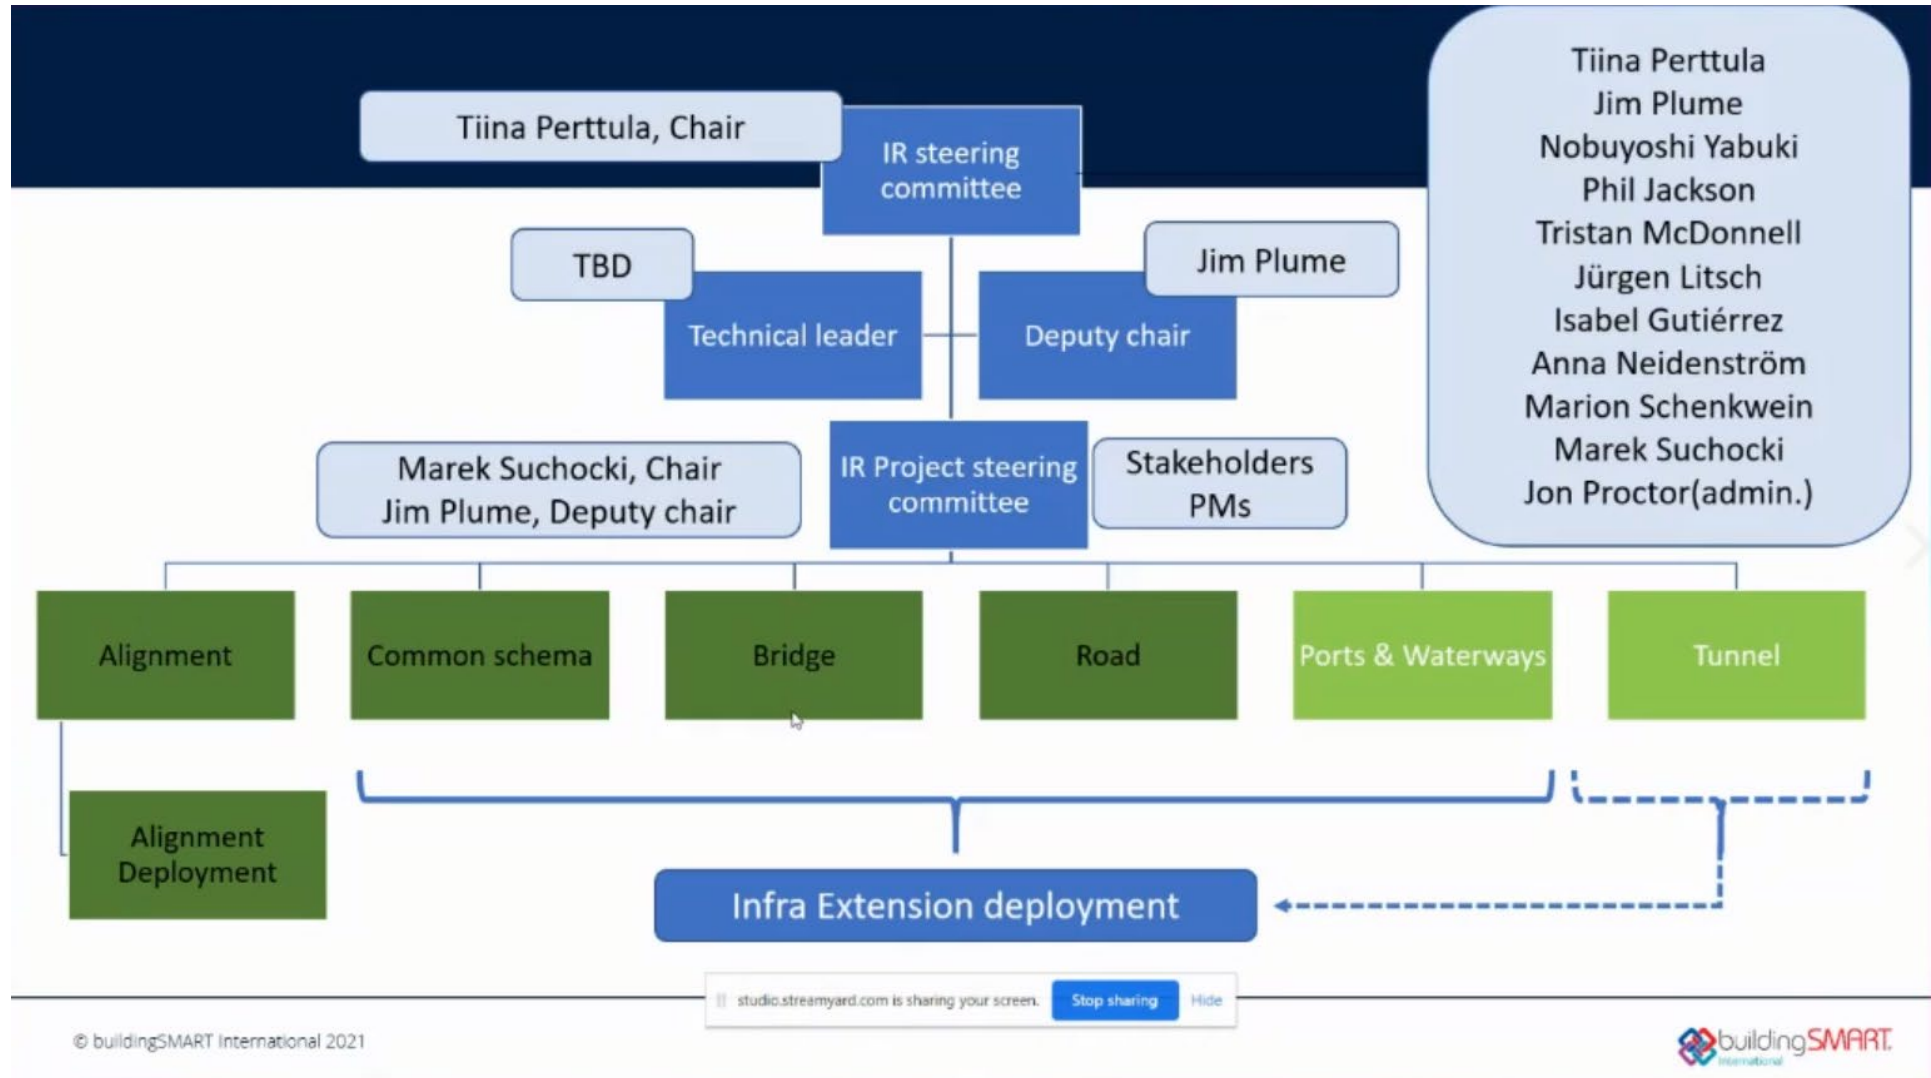 Tiina Perttula, Chair
IR steering
committee
Tiina Perttula
Jim Plume
Nobuyoshi Yabuki
Phil Jackson
Tristan McDonnell
Jürgen Litsch
Isabel Gutiérrez
Anna Neidenström
Marion Schenkwein
Marek Suchocki
Jon Proctor(admin.)
TBD
Technical leader
Jim Plume
Deputy chair
Marek Suchocki, Chair
Jim Plume, Deputy chair
IR Project steering
committee
Stakeholders
PMs
Alignment
Common schema
Bridge
Road
Ports & Waterways
Tunnel
Alignment
Deployment
Infra Extension deployment
studio.streamyard.com is sharing your screen.
Stop sharing
Hide
© buildingSMART International 2021
buildingSMART
International